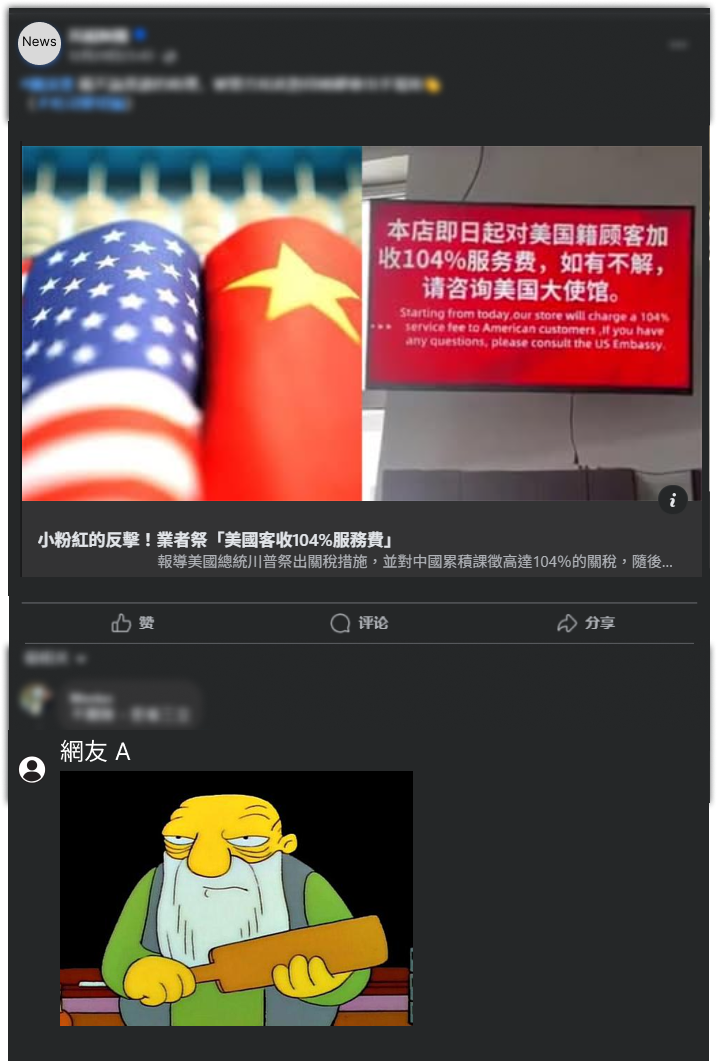 News
本店即日起对美国籍顾客加
收104%服务费，如有不解，
请咨询美国大使馆。
Starting from today,our store will charge a 104%
service fee to American customers ,If you have
any questions, please consult the US Embassy.
小粉紅的反擊！業者祭「美國客收104%服務費」
報導美國總統川普祭出關稅措施，並對中國累積課徵高達104%的關稅，隨後...
赞
评论
分享
網友 A